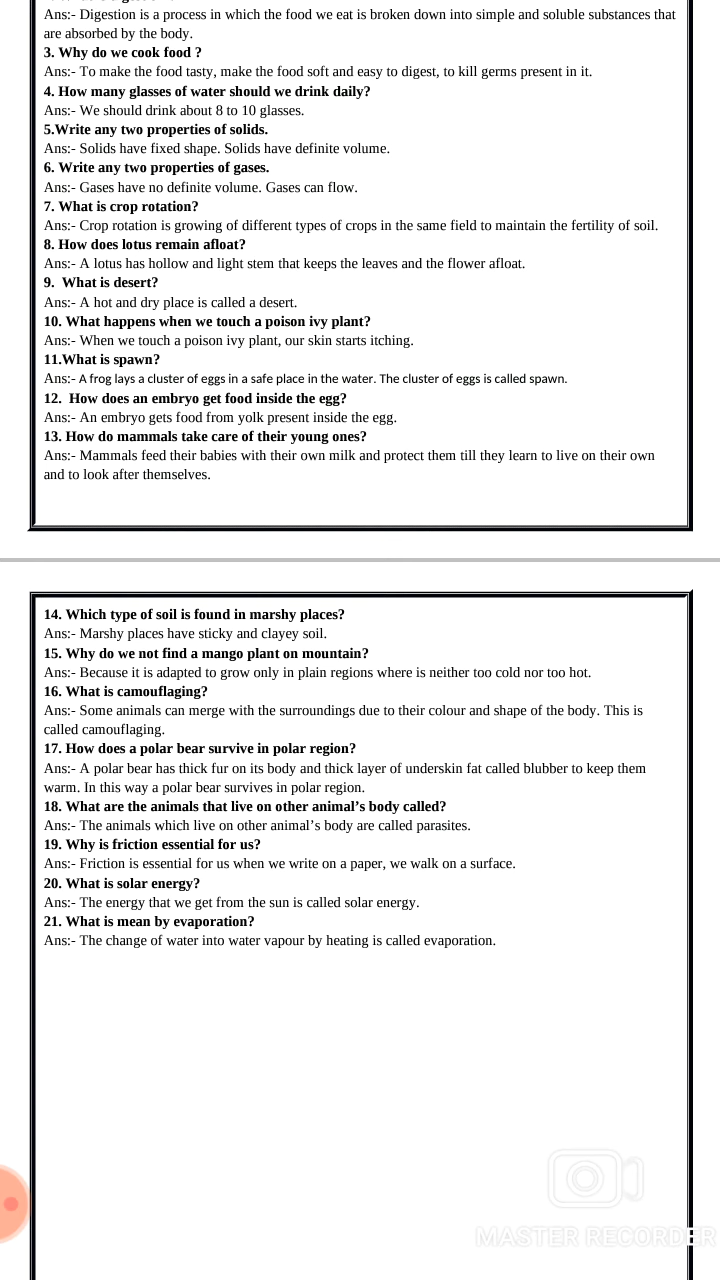 Ans:- Digestion is a process in which the food we eat is broken down into simple and soluble substances that
are absorbed by the body.
3. Why do we cook food ?
Ans:- To make the food tasty, make the food soft and easy to digest, to kill germs present in it.
4. How many glasses of water should we drink daily?
Ans:- We should drink about 8 to 10 glasses.
5.Write any two properties of solids.
Ans:- Solids have fixed shape. Solids have definite volume.
6. Write any two properties of gases.
Ans:- Gases have no definite volume. Gases can flow.
7. What is crop rotation?
Ans:- Crop rotation is growing of different types of crops in the same field to maintain the fertility of soil.
8. How does lotus remain afloat?
Ans:- A lotus has hollow and light stem that keeps the leaves and the flower afloat.
9. What is desert?
Ans:- A hot and dry place is called a desert.
10. What happens when we touch a poison ivy plant?
Ans:- When we touch a poison ivy plant, our skin starts itching.
11.What is spawn?
Ans:- A frog lays a cluster of eggs in a safe place in the water. The cluster of eggs is called spawn.
12. How does an embryo get food inside the egg?
Ans:- An embryo gets food from yolk present inside the egg.
13. How do mammals take care of their young ones?
Ans:- Mammals feed their babies with their own milk and protect them till they learn to live on their own
and to look after themselves.
14. Which type of soil is found in marshy places?
Ans:- Marshy places have sticky and clayey soil.
15. Why do we not find a mango plant on mountain?
Ans:- Because it is adapted to grow only in plain regions where is neither too cold nor too hot.
16. What is camouflaging?
Ans:- Some animals can merge with the surroundings due to their colour and shape of the body. This is
called camouflaging.
17. How does a polar bear survive in polar region?
Ans:- A polar bear has thick fur on its body and thick layer of underskin fat called blubber to keep them
warm. In this way a polar bear survives in polar region.
18. What are the animals that live on other animal’s body called?
Ans:- The animals which live on other animal’s body are called parasites.
19. Why is friction essential for us?
Ans:- Friction is essential for us when we write on a paper, we walk on a surface.
20. What is solar energy?
Ans:- The energy that we get from the sun is called solar energy.
21. What is mean by evaporation?
Ans:- The change of water into water vapour by heating is called evaporation.
MASTER RECORDER